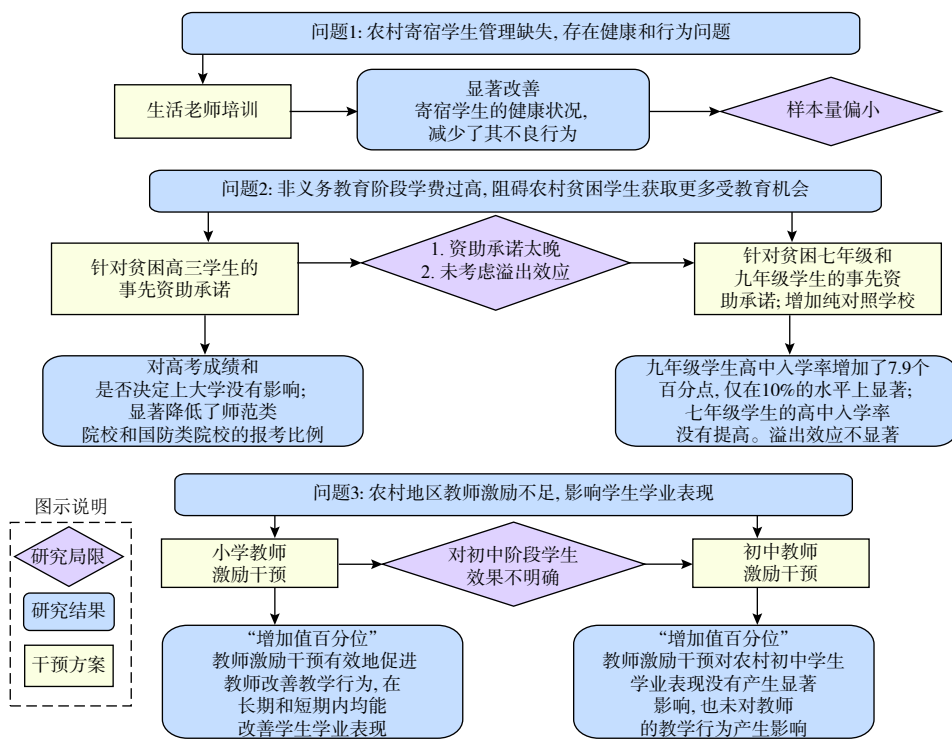 问题1: 农村寄宿学生管理缺失, 存在健康和行为问题
生活老师培训
显著改善
寄宿学生的健康状况,
减少了其不良行为
样本量偏小
问题2: 非义务教育阶段学费过高, 阻碍农村贫困学生获取更多受教育机会
针对贫困高三学生的
事先资助承诺
1. 资助承诺太晚
2. 未考虑溢出效应
针对贫困七年级和
九年级学生的事先资
助承诺; 增加纯对照学校
对高考成绩和
是否决定上大学没有影响;
显著降低了师范类
院校和国防类院校的报考比例
九年级学生高中入学率增加了7.9个
百分点, 仅在10%的水平上显著;
七年级学生的高中入学率
没有提高。溢出效应不显著
问题3: 农村地区教师激励不足, 影响学生学业表现
小学教师
激励干预
对初中阶段学生
效果不明确
初中教师
激励干预
“增加值百分位”
教师激励干预有效地促进
教师改善教学行为, 在
长期和短期内均能
改善学生学业表现
“增加值百分位”
教师激励干预对农村初中学生
学业表现没有产生显著
影响, 也未对教师
的教学行为产生影响
图示说明
研究局限
研究结果
干预方案